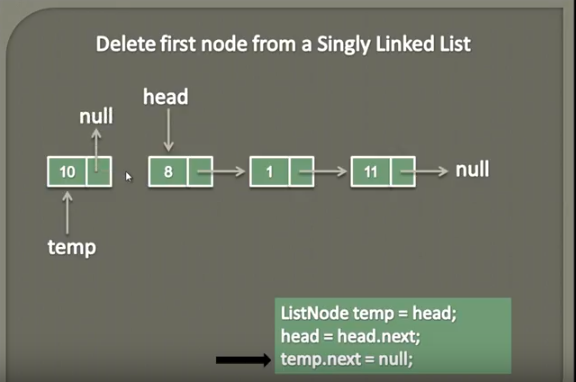 Delete first node from a Singly Linked List
head
null
10
8
1
11
null
temp
ListNode temp = head;
head = head.next;
temp.next = null;